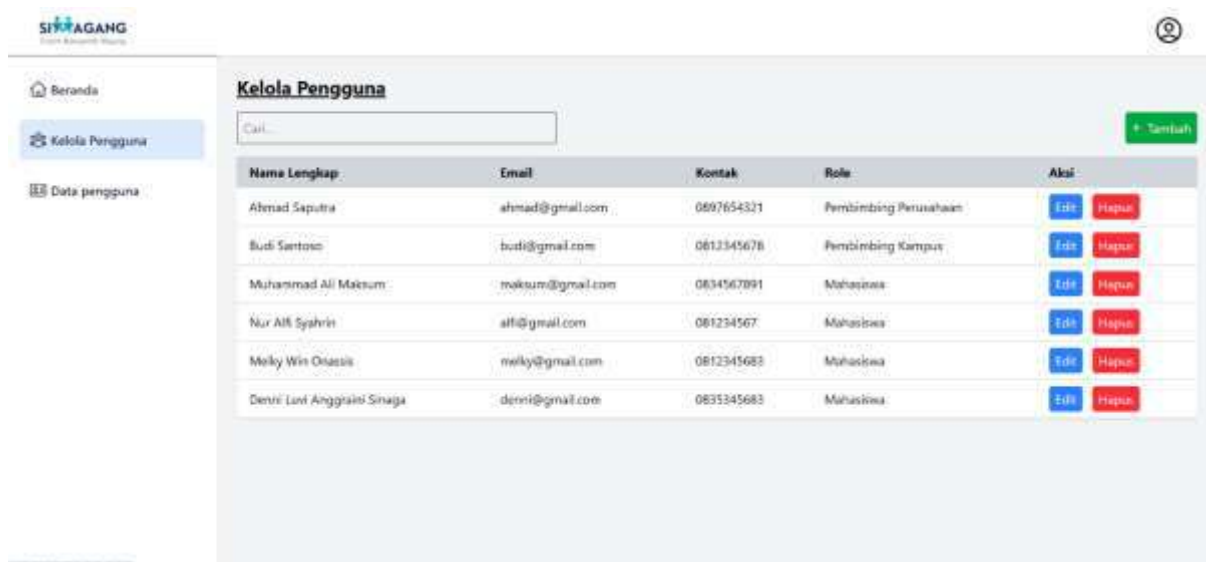 SIMAGANG
Beranda
Kelola Pengguna
Data pengguna
Kelola Pengguna
Cari...
+ Tambah
Nama Lengkap Email Kontak Role Aksi
Ahmad Saputra ahmad@gmail.com 0897654321 Pembimbing Perusahaan Edit Hapus
Budi Santoso budi@gmail.com 0812345678 Pembimbing Kampus Edit Hapus
Muhammad Ali Maksum maksum@gmail.com 0834567891 Mahasiswa Edit Hapus
Nur Alfi Syahrin alfi@gmail.com 081234567 Mahasiswa Edit Hapus
Melky Win Onassis melky@gmail.com 0812345683 Mahasiswa Edit Hapus
Denni Luvi Anggraini Sinaga denni@gmail.com 0835345683 Mahasiswa Edit Hapus